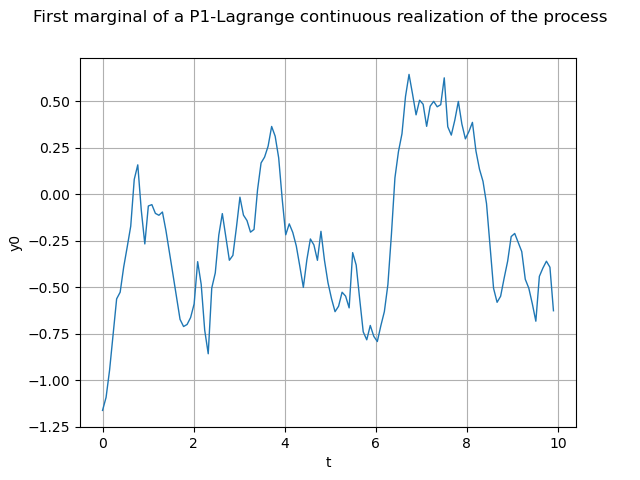 First marginal of a P1-Lagrange continuous realization of the process
0.50
0.25
0.00
−0.25
−0.50
−0.75
−1.00
−1.25
y0
0 2 4 6 8 10
t